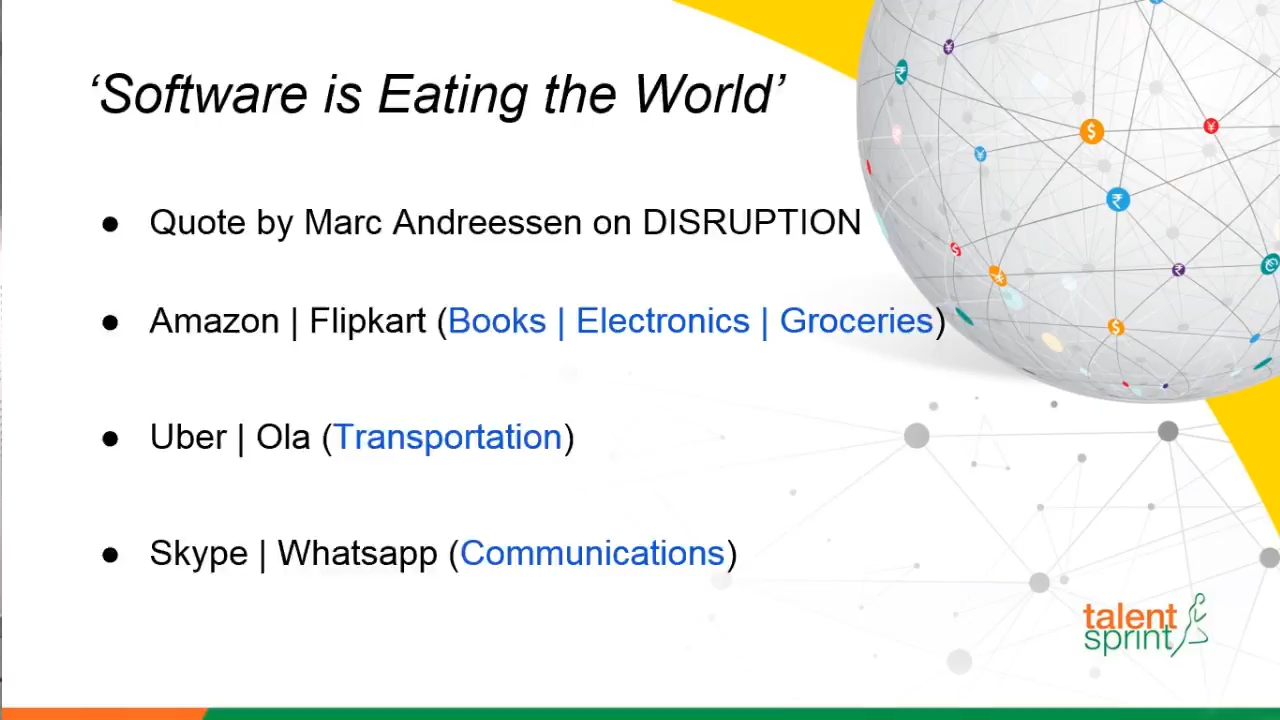 ‘Software is Eating the World’
● Quote by Marc Andreessen on DISRUPTION
● Amazon | Flipkart (Books | Electronics | Groceries)
● Uber | Ola (Transportation)
● Skype | Whatsapp (Communications)
talent
sprint